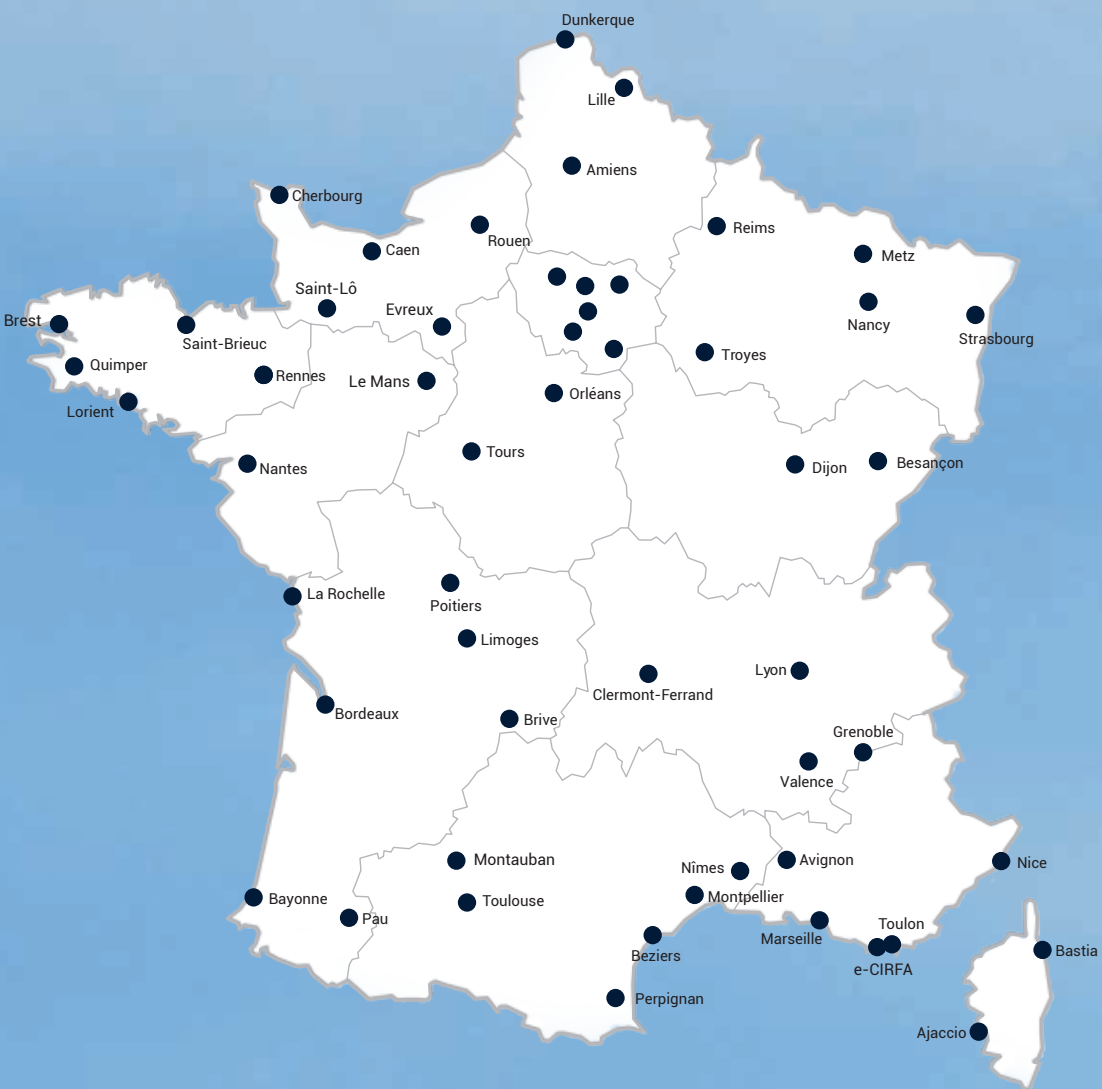 Dunkerque
Lille
Amiens
Cherbourg
Rouen
Reims
Caen
Metz
Saint-Lô
Evreux
Nancy
Brest
Saint-Brieuc
Strasbourg
Quimper
Rennes
Le Mans
Troyes
Orléans
Lorient
Tours
Nantes
Dijon
Besançon
La Rochelle
Poitiers
Limoges
Lyon
Clermont-Ferrand
Bordeaux
Brive
Grenoble
Valence
Montauban
Avignon
Nîmes
Nice
Bayonne
Toulouse
Montpellier
Pau
Toulon
Marseille
Beziers
e-CIRFA
Bastia
Perpignan
Ajaccio